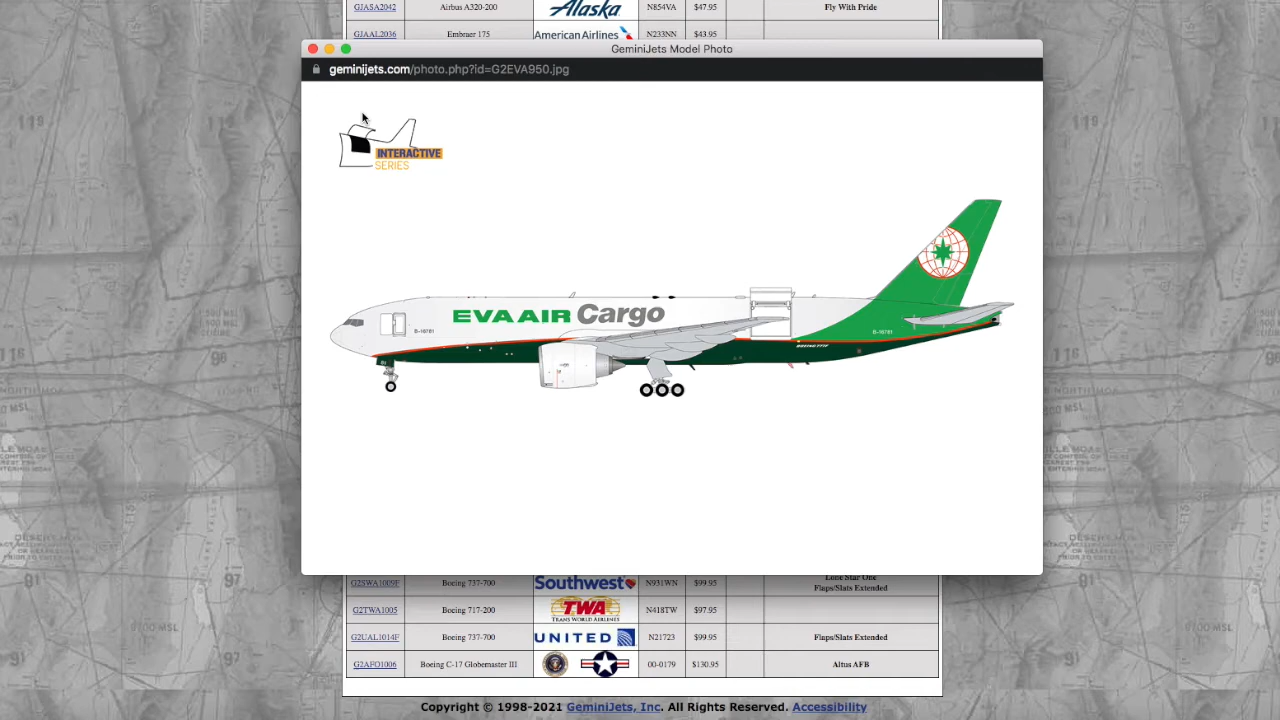 GJASA2042 Airbus A320-200 Alaska N854VA $47.95 Fly With Pride
GJAAL2036 Embraer 175 American Airlines N233NN $43.95
GeminiJets Model Photo
geminijets.com/photo.php?id=G2EVA950.jpg
INTERACTIVE
SERIES
EVA AIR Cargo
B-16781
B-16781
BOEING 777F
G2SWA1009F Boeing 737-700 Southwest N931WN $99.95 Lone Star One
Flaps/Slats Extended
G2TWA1005 Boeing 717-200 TWA N418TW $97.95
TRANS WORLD AIRLINES
G2UAL1014F Boeing 737-700 UNITED N21723 $99.95 Flaps/Slats Extended
G2AFO1006 Boeing C-17 Globemaster III 00-0179 $130.95 Altus AFB
Copyright © 1998-2021 GeminiJets, Inc. All Rights Reserved. Accessibility